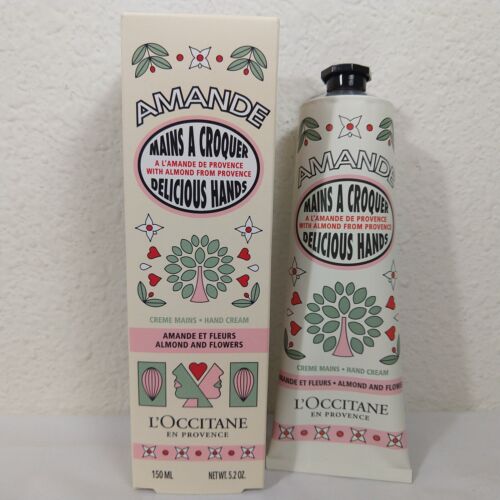 AMANDE
MAINS A CROQUER
A L'AMANDE DE PROVENCE
WITH ALMOND FROM PROVENCE
DELICIOUS HANDS
CREME MAINS • HAND CREAM
AMANDE ET FLEURS
ALMOND AND FLOWERS
L'OCCITANE
EN PROVENCE
150 ML NET WT. 5.2 OZ.
AMANDE
MAINS A CROQUER
A L'AMANDE DE PROVENCE
WITH ALMOND FROM PROVENCE
DELICIOUS HANDS
CREME MAINS • HAND CREAM
AMANDE ET FLEURS • ALMOND AND FLOWE
L'OCCITANE
EN PROVENCE